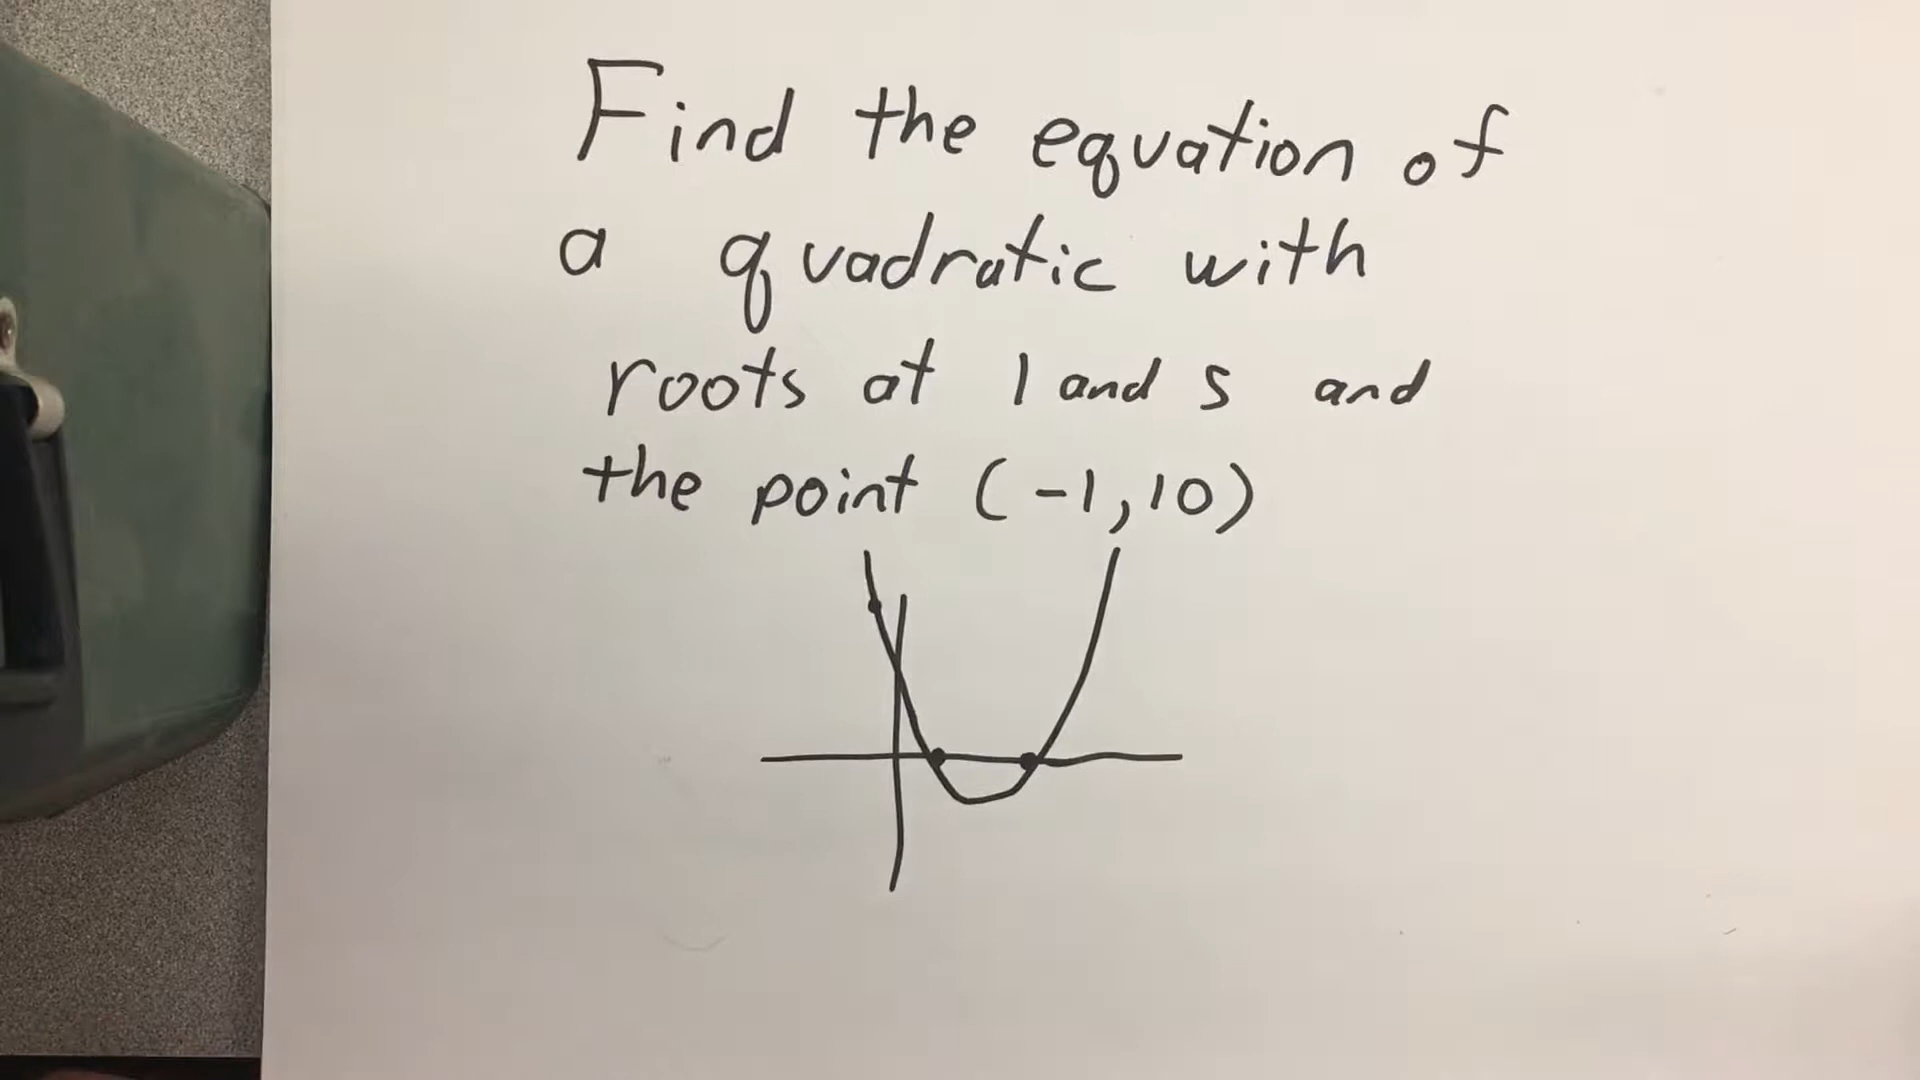 Find the equation of
a quadratic with
roots at 1 and 5 and
the point (-1,10)